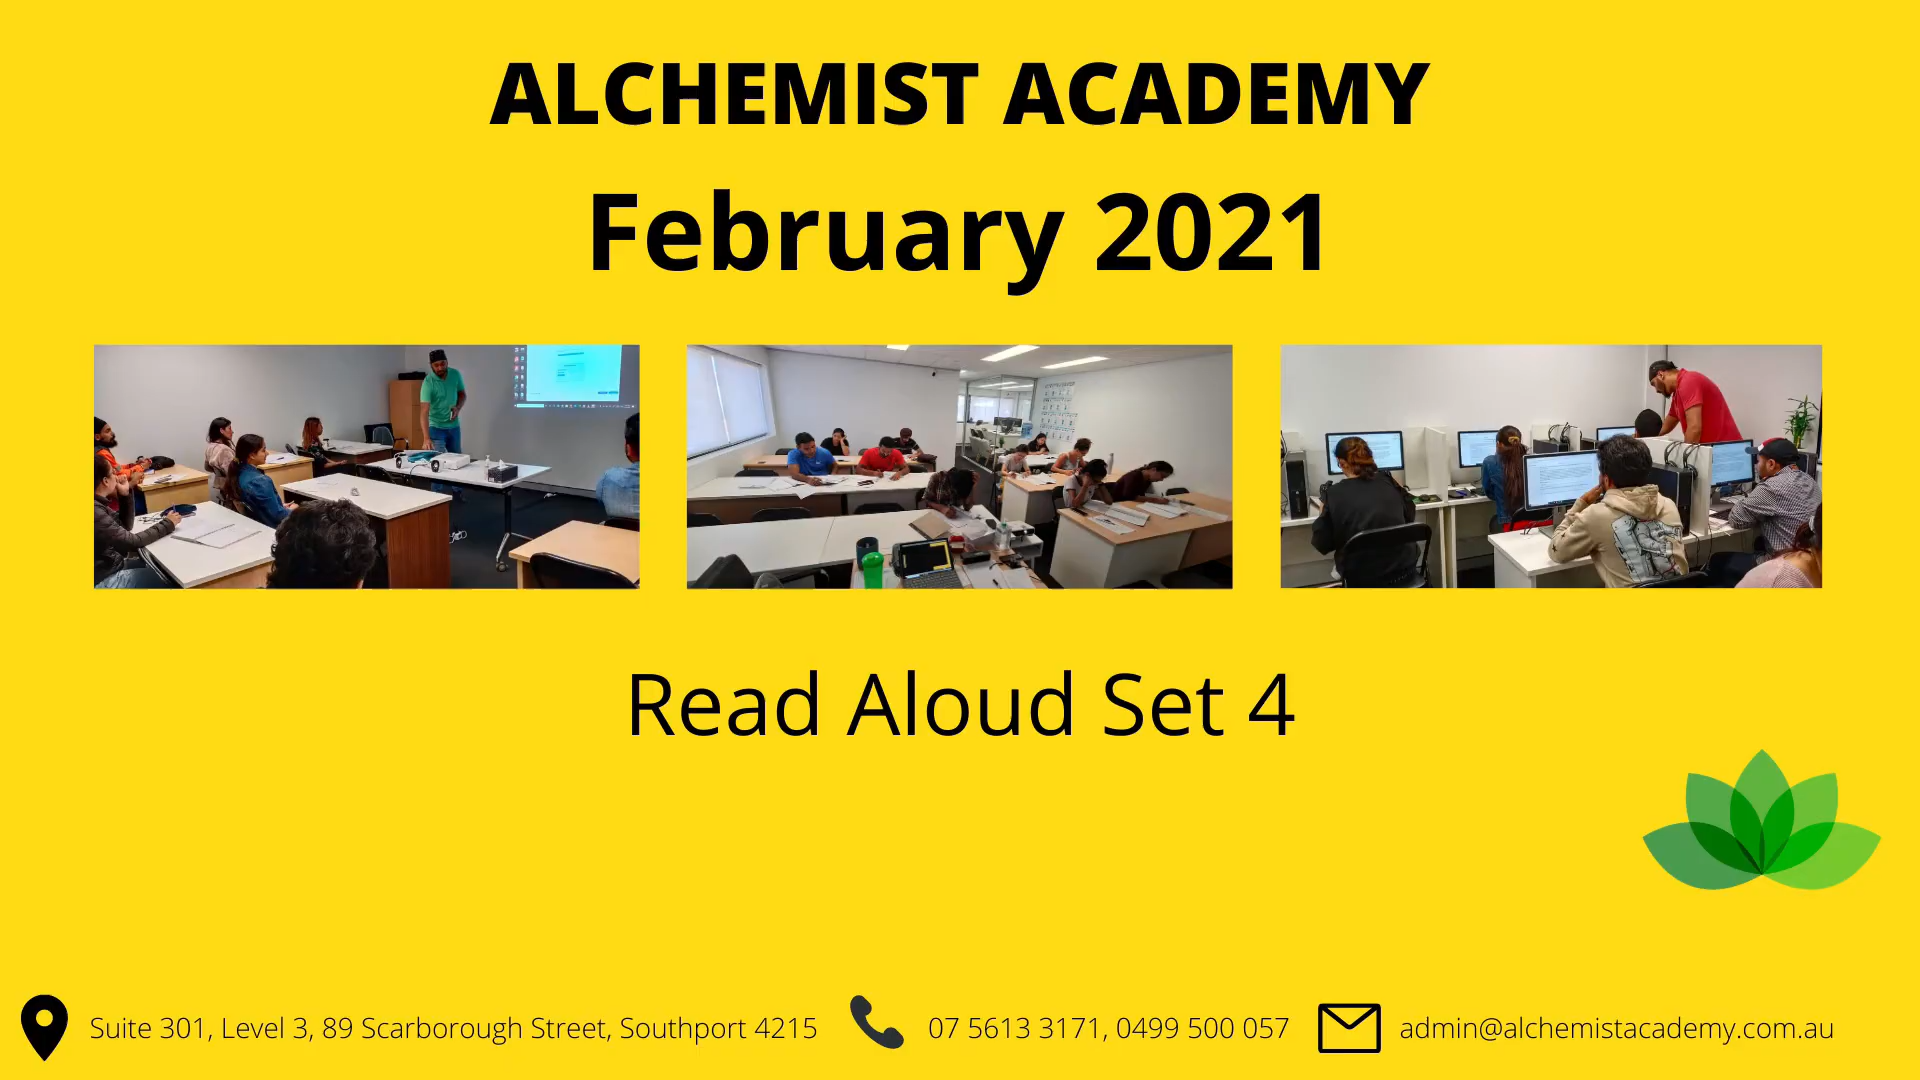 ALCHEMIST ACADEMY
February 2021
Read Aloud Set 4
Suite 301, Level 3, 89 Scarborough Street, Southport 4215
07 5613 3171, 0499 500 057
admin@alchemistacademy.com.au